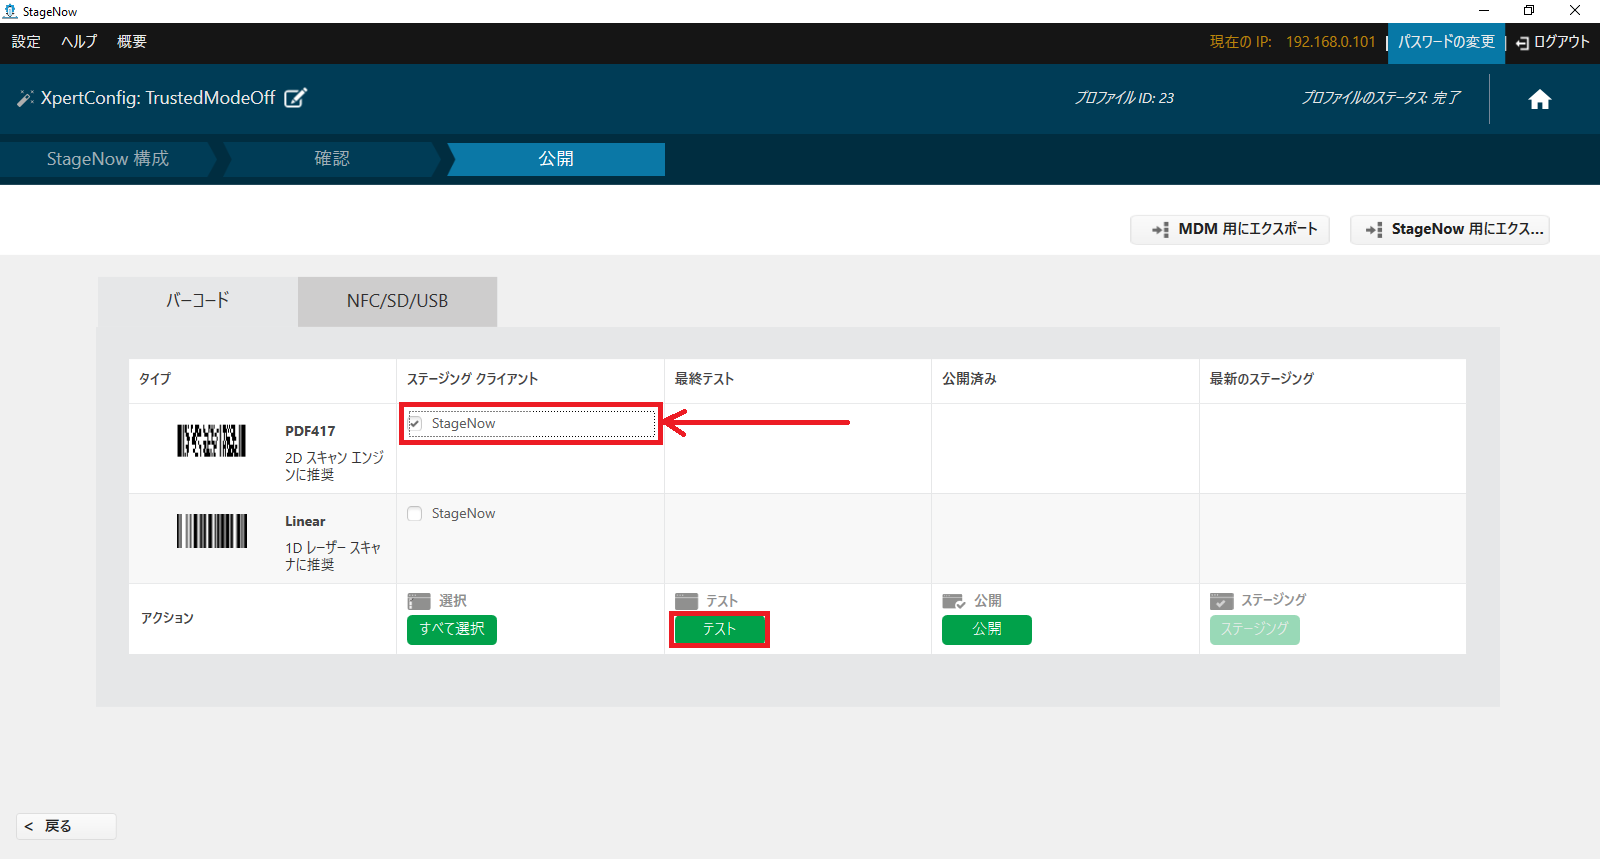 StageNow
設定 ヘルプ 概要 現在の IP: 192.168.0.101 パスワードの変更 ログアウト
XpertConfig: TrustedModeOff プロファイル ID: 23 プロファイルのステータス: 完了
StageNow 構成 確認 公開
MDM 用にエクスポート StageNow 用にエクス...
バーコード NFC/SD/USB
タイプ ステージング クライアント 最終テスト 公開済み 最新のステージング
PDF417 StageNow
2D スキャン エンジ
ンに推奨
Linear StageNow
1D レーザー スキャ
ナに推奨
アクション 選択 テスト 公開 ステージング
すべて選択 テスト 公開 ステージング
< 戻る